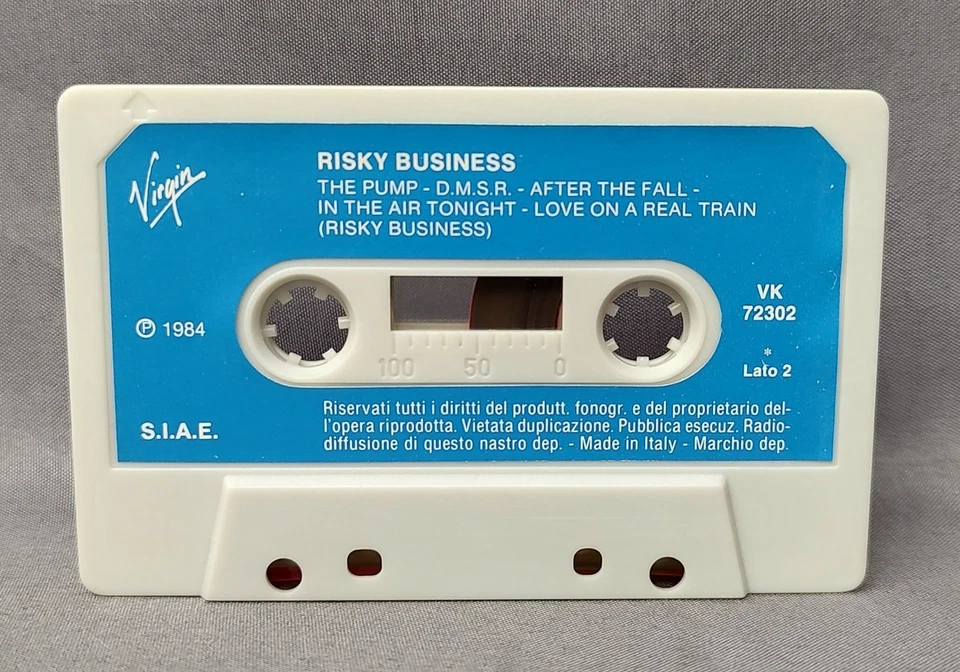 Virgin
RISKY BUSINESS
THE PUMP - D.M.S.R. - AFTER THE FALL -
IN THE AIR TONIGHT - LOVE ON A REAL TRAIN
(RISKY BUSINESS)
VK
72302
℗ 1984
*
Lato 2
100 50 0
S.I.A.E.
Riservati tutti i diritti del produtt. fonogr. e del proprietario del-
l'opera riprodotta. Vietata duplicazione. Pubblica esecuz. Radio-
diffusione di questo nastro dep. - Made in Italy - Marchio dep.